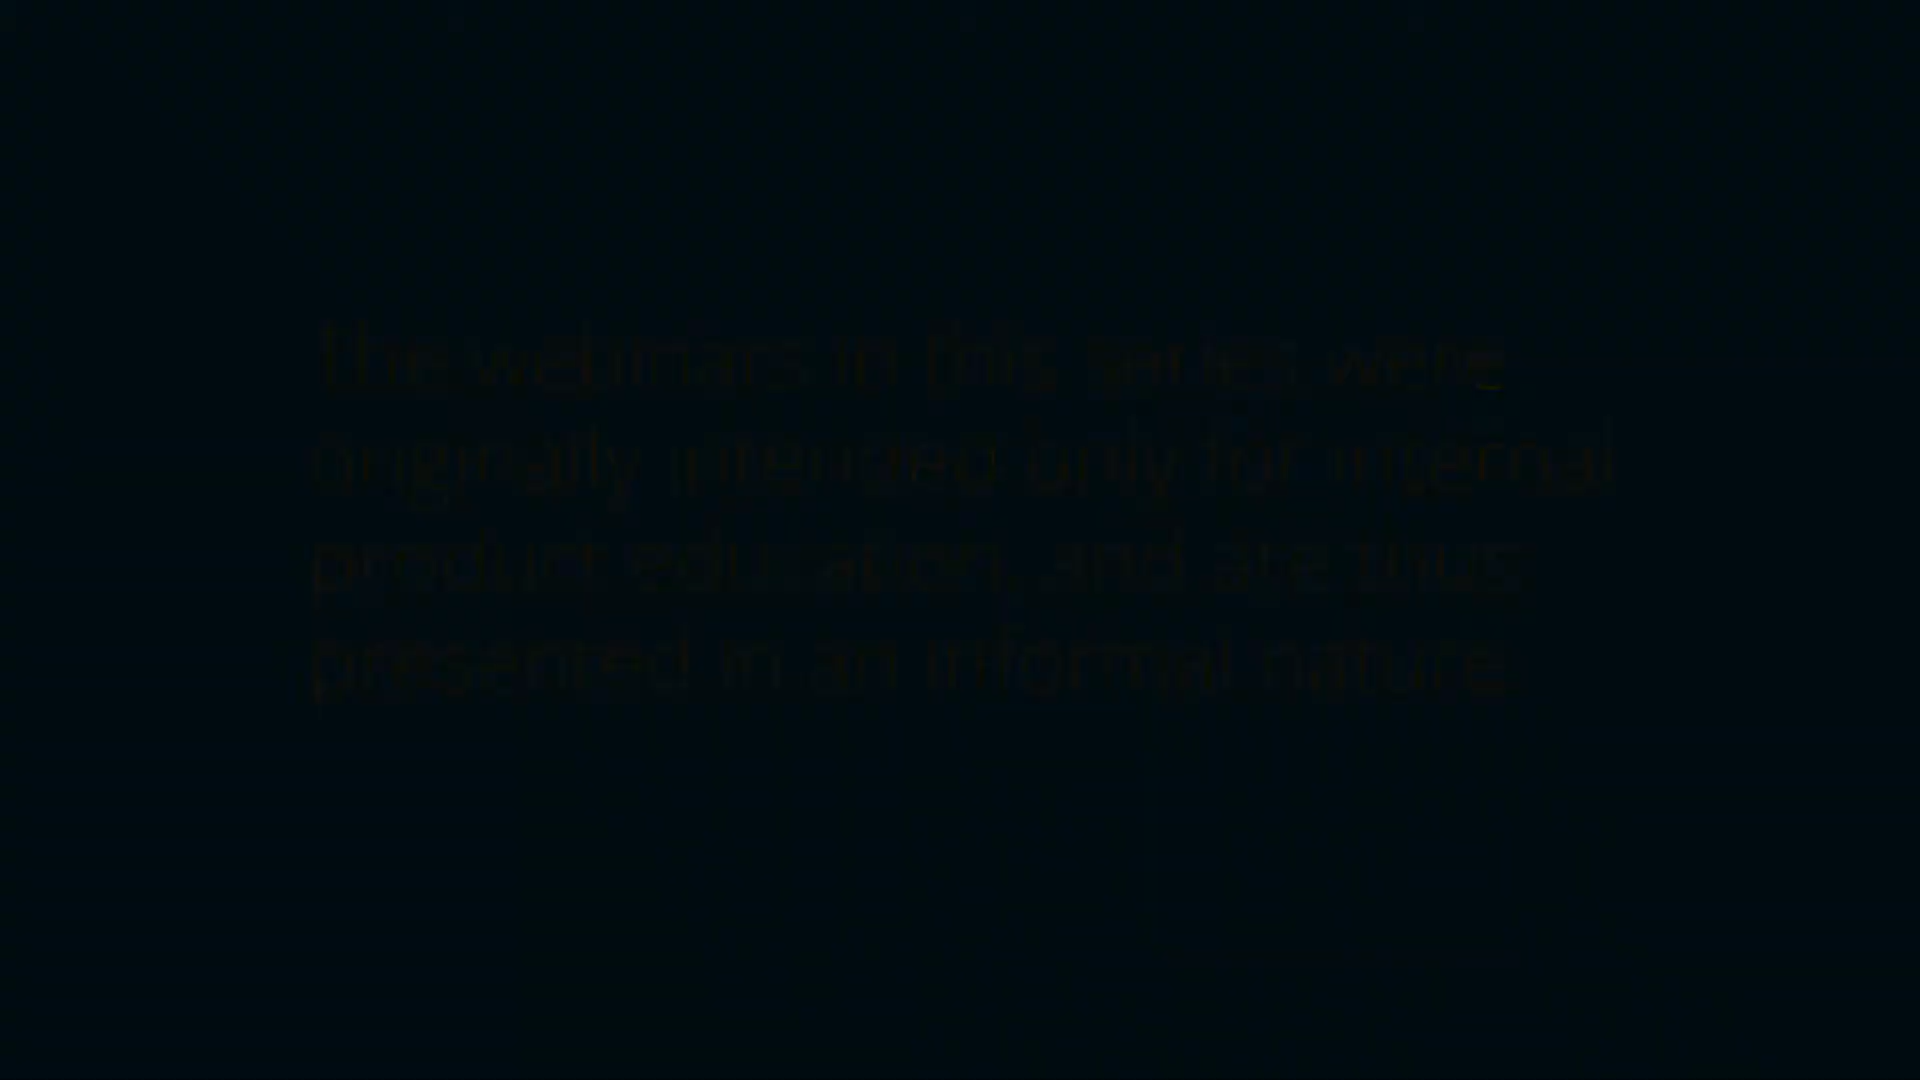 The webinars in this series were
originally intended only for internal
product education, and are thus
presented in an informal nature